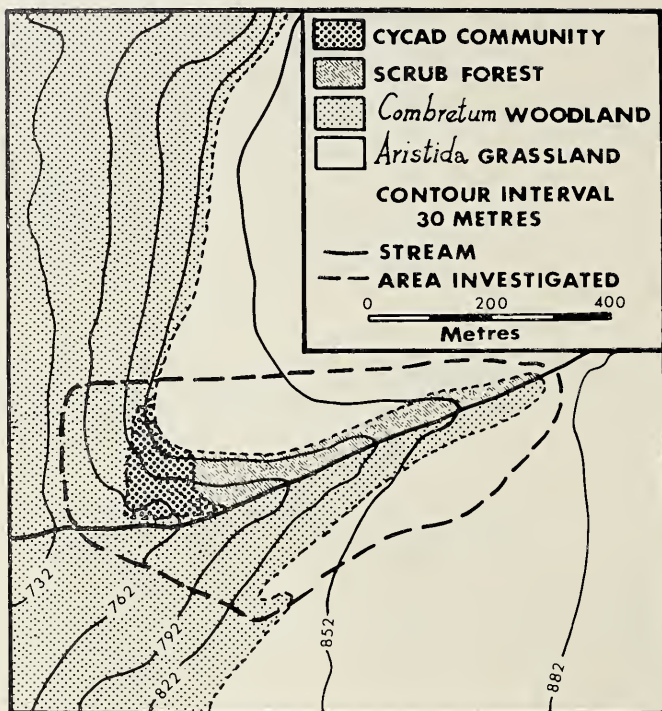 CYCAD COMMUNITY
SCRUB FOREST
Combretum WOODLAND
Aristida GRASSLAND
CONTOUR INTERVAL
30 METRES
STREAM
AREA INVESTIGATED
0 200 400
Metres
732
762
792
822
852
882